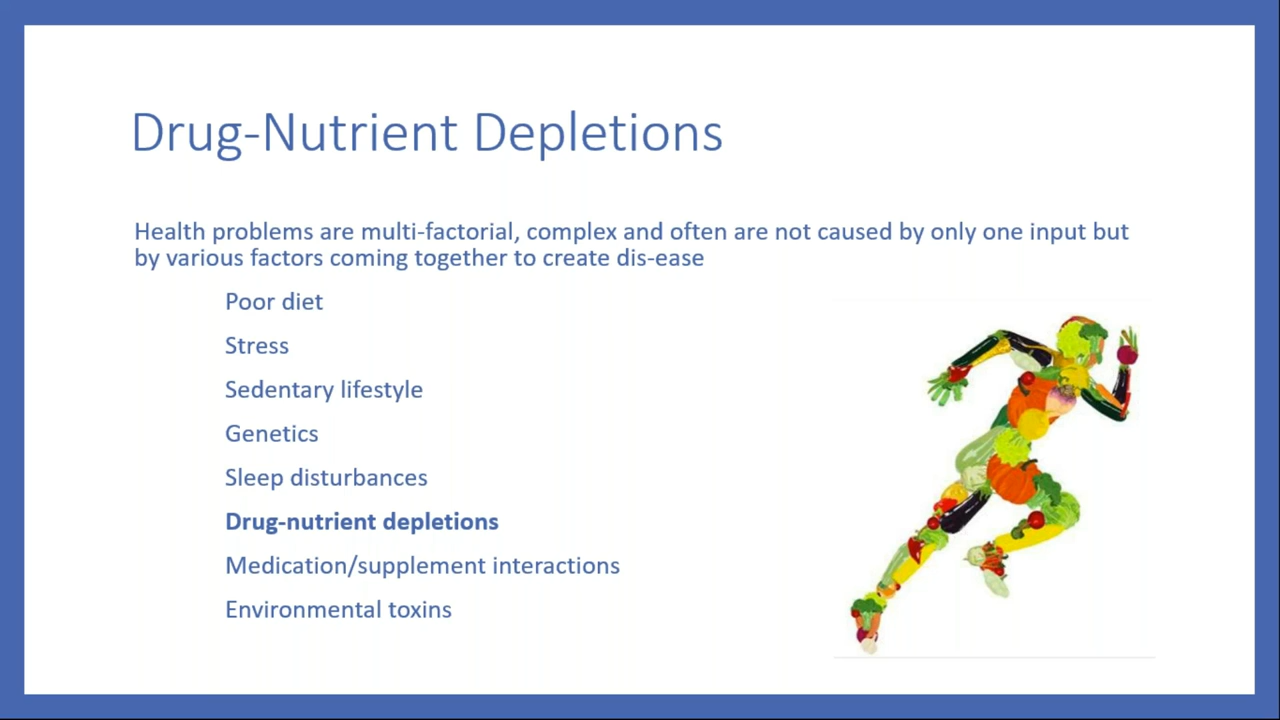 Drug-Nutrient Depletions
Health problems are multi-factorial, complex and often are not caused by only one input but
by various factors coming together to create dis-ease
Poor diet
Stress
Sedentary lifestyle
Genetics
Sleep disturbances
Drug-nutrient depletions
Medication/supplement interactions
Environmental toxins